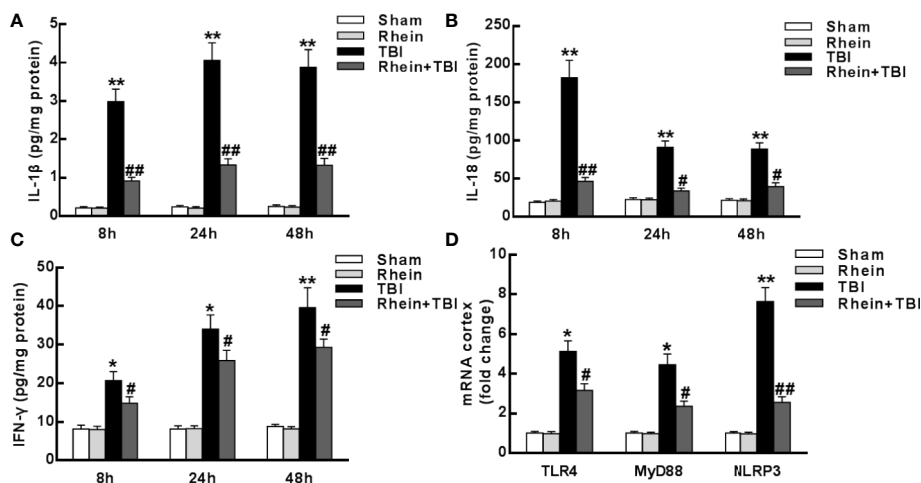 A
IL-1β (pg/mg protein)
5
4
3
2
1
0
Sham
Rhein
TBI
Rhein+TBI
**
##
**
##
**
##
8h 24h 48h
B
IL-18 (pg/mg protein)
250
200
150
100
50
0
Sham
Rhein
TBI
Rhein+TBI
**
##
**
#
**
#
8h 24h 48h
C
IFN-γ (pg/mg protein)
50
40
30
20
10
0
Sham
Rhein
TBI
Rhein+TBI
*
#
*
#
**
#
8h 24h 48h
D
mRNA cortex
(fold change)
10
8
6
4
2
0
Sham
Rhein
TBI
Rhein+TBI
*
#
*
#
**
##
TLR4 MyD88 NLRP3